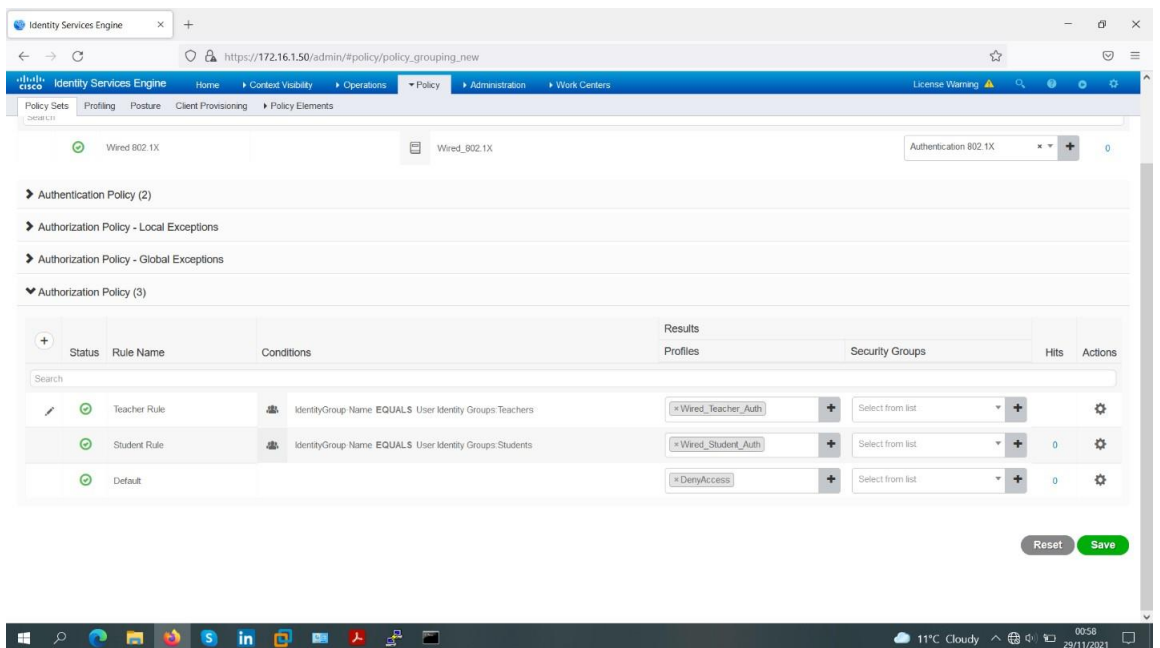 Identity Services Engine
https://172.16.1.50/admin/#policy/policy_grouping_new
cisco Identity Services Engine Home Context Visibility Operations Policy Administration Work Centers License Warning
Policy Sets Profiling Posture Client Provisioning Policy Elements
Search
Wired 802.1X Wired_802.1X Authentication 802.1X 0
Authentication Policy (2)
Authorization Policy - Local Exceptions
Authorization Policy - Global Exceptions
Authorization Policy (3)
Results
Status Rule Name Conditions Profiles Security Groups Hits Actions
Search
Teacher Rule IdentityGroup·Name EQUALS User Identity Groups:Teachers × Wired_Teacher_Auth Select from list
Student Rule IdentityGroup·Name EQUALS User Identity Groups:Students × Wired_Student_Auth Select from list 0
Default × DenyAccess Select from list 0
Reset Save
11°C Cloudy 00:58
29/11/2021